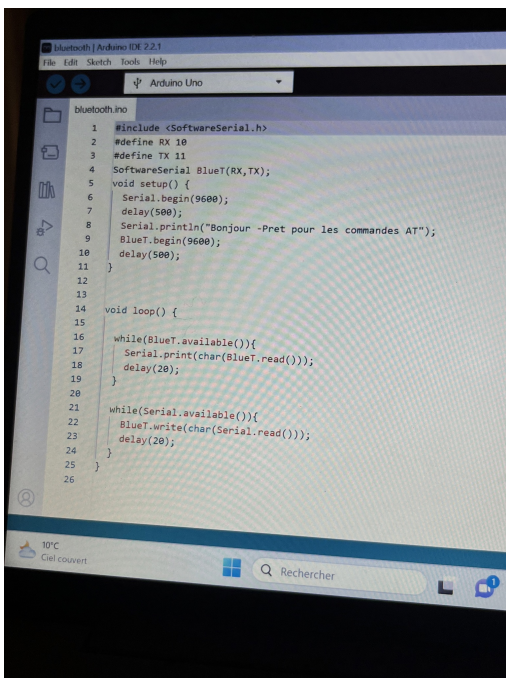 bluetooth | Arduino IDE 2.2.1
File Edit Sketch Tools Help
Arduino Uno
bluetooth.ino
1 #include <SoftwareSerial.h>
2 #define RX 10
3 #define TX 11
4 SoftwareSerial BlueT(RX,TX);
5 void setup() {
6 Serial.begin(9600);
7 delay(500);
8 Serial.println("Bonjour -Pret pour les commandes AT");
9 BlueT.begin(9600);
10 delay(500);
11 }
12
13
14 void loop() {
15
16 while(BlueT.available()){
17 Serial.print(char(BlueT.read()));
18 delay(20);
19 }
20
21 while(Serial.available()){
22 BlueT.write(char(Serial.read()));
23 delay(20);
24 }
25 }
26
10°C
Ciel couvert
Rechercher
1